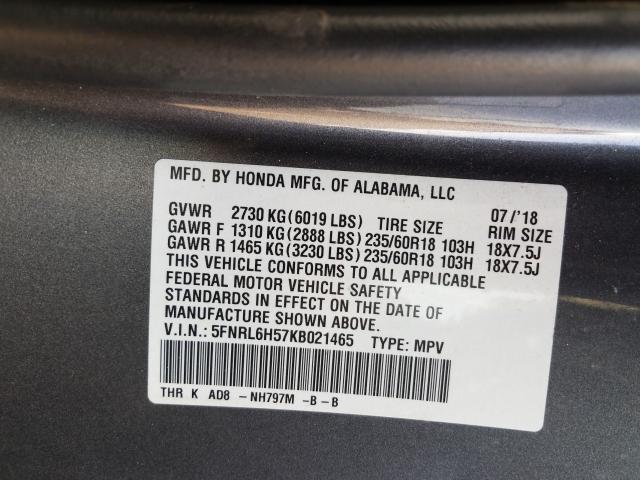 MFD. BY HONDA MFG. OF ALABAMA, LLC 07/'18
GVWR 2730 KG(6019 LBS) TIRE SIZE RIM SIZE
GAWR F 1310 KG(2888 LBS) 235/60R18 103H 18X7.5J
GAWR R 1465 KG(3230 LBS) 235/60R18 103H 18X7.5J
THIS VEHICLE CONFORMS TO ALL APPLICABLE
FEDERAL MOTOR VEHICLE SAFETY
STANDARDS IN EFFECT ON THE DATE OF
MANUFACTURE SHOWN ABOVE.
V.I.N.: 5FNRL6H57KB021465 TYPE: MPV
THR K AD8 - NH797M -B - B